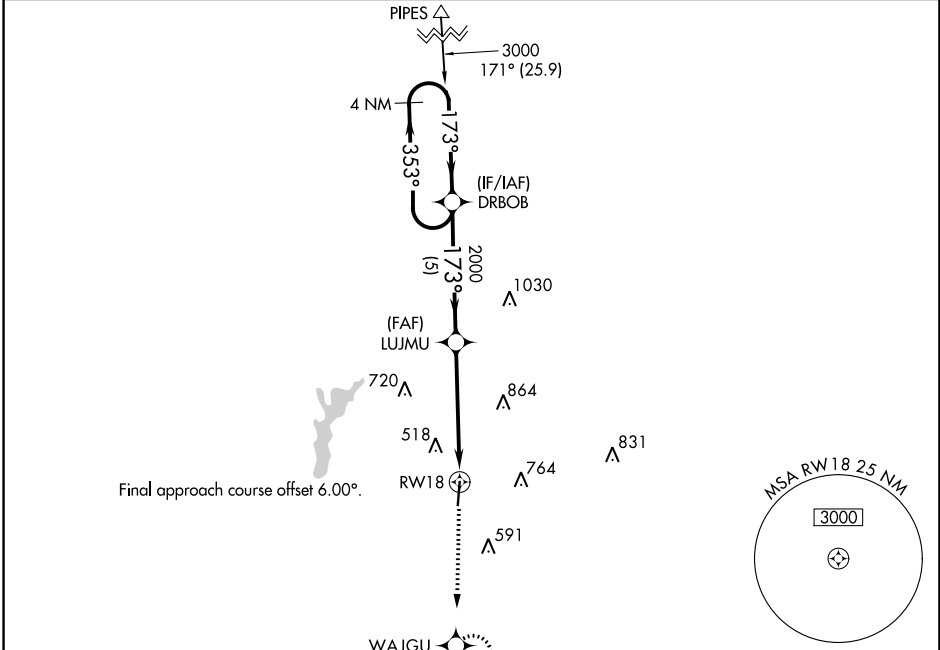 PIPES
3000
171° (25.9)
4 NM
173°
353°
(IF/IAF)
DRBOB
2000
173°
(5)
1030
(FAF)
LUJMU
720
864
518
831
RW18
764
Final approach course offset 6.00°.
MSA RW18 25 NM
3000
591
WAJGU